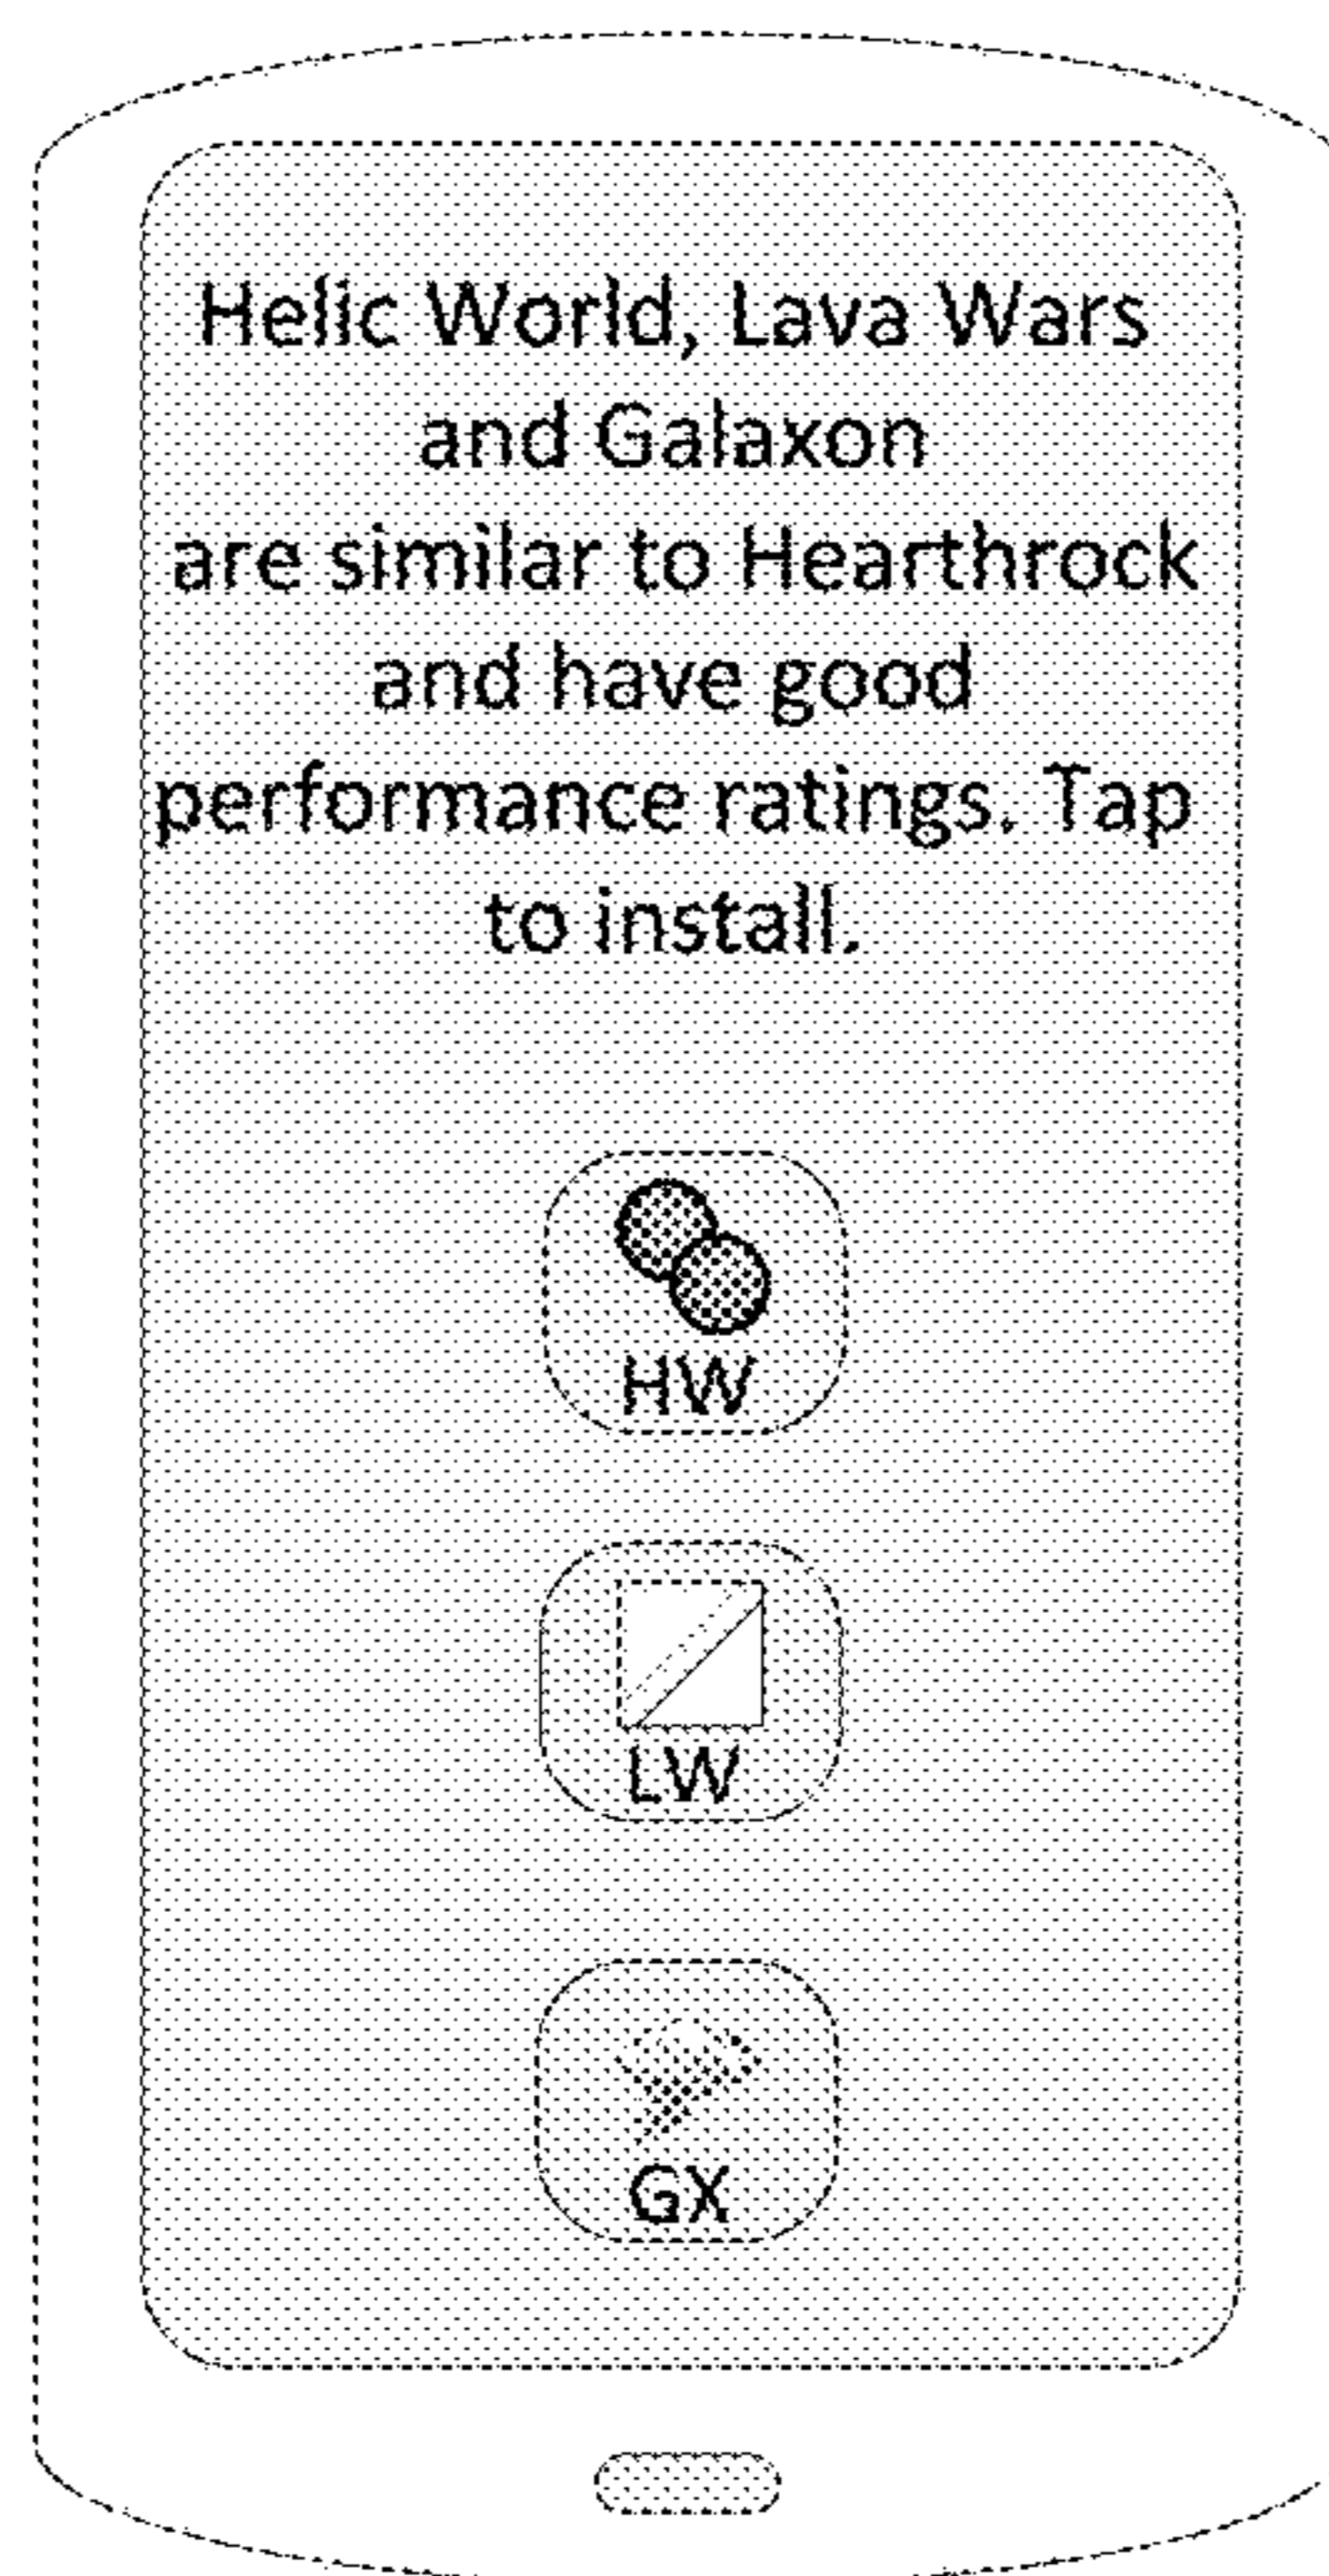 Helic World, Lava Wars
and Galaxon
are similar to Hearthrock
and have good
performance ratings. Tap
to install.
HW
LW
GX